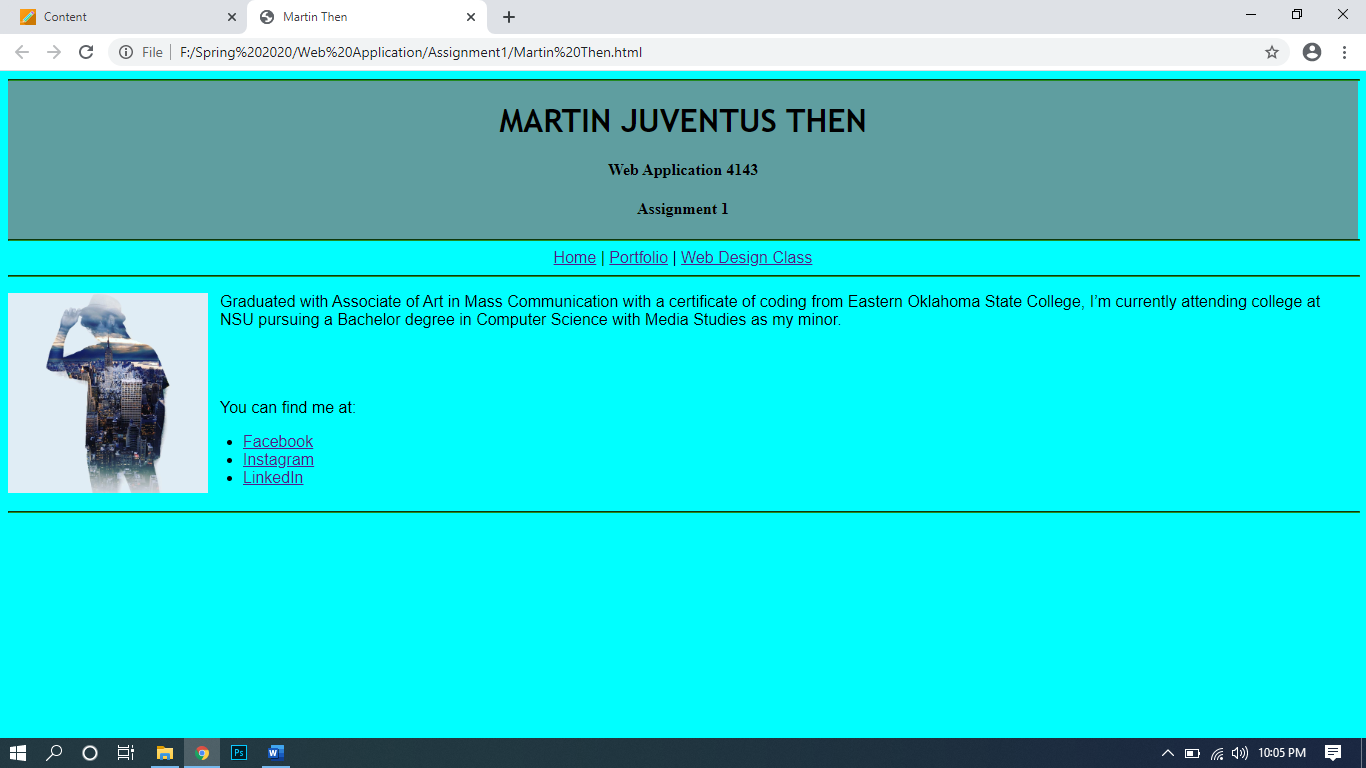 Content
Martin Then
File
F:/Spring%202020/Web%20Application/Assignment1/Martin%20Then.html
MARTIN JUVENTUS THEN
Web Application 4143
Assignment 1
Home | Portfolio | Web Design Class
Graduated with Associate of Art in Mass Communication with a certificate of coding from Eastern Oklahoma State College, I’m currently attending college at
NSU pursuing a Bachelor degree in Computer Science with Media Studies as my minor.
You can find me at:
• Facebook
• Instagram
• LinkedIn
Ps
W
10:05 PM